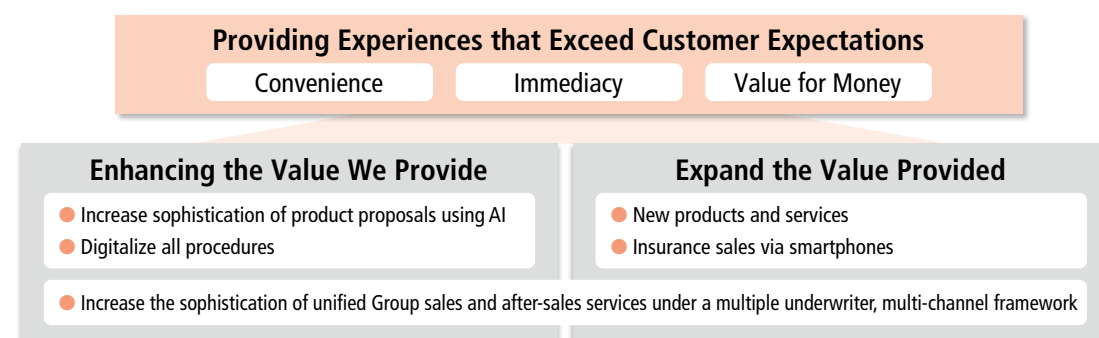 Providing Experiences that Exceed Customer Expectations
Convenience
Immediacy
Value for Money
Enhancing the Value We Provide
● Increase sophistication of product proposals using AI
● Digitalize all procedures
Expand the Value Provided
● New products and services
● Insurance sales via smartphones
● Increase the sophistication of unified Group sales and after-sales services under a multiple underwriter, multi-channel framework